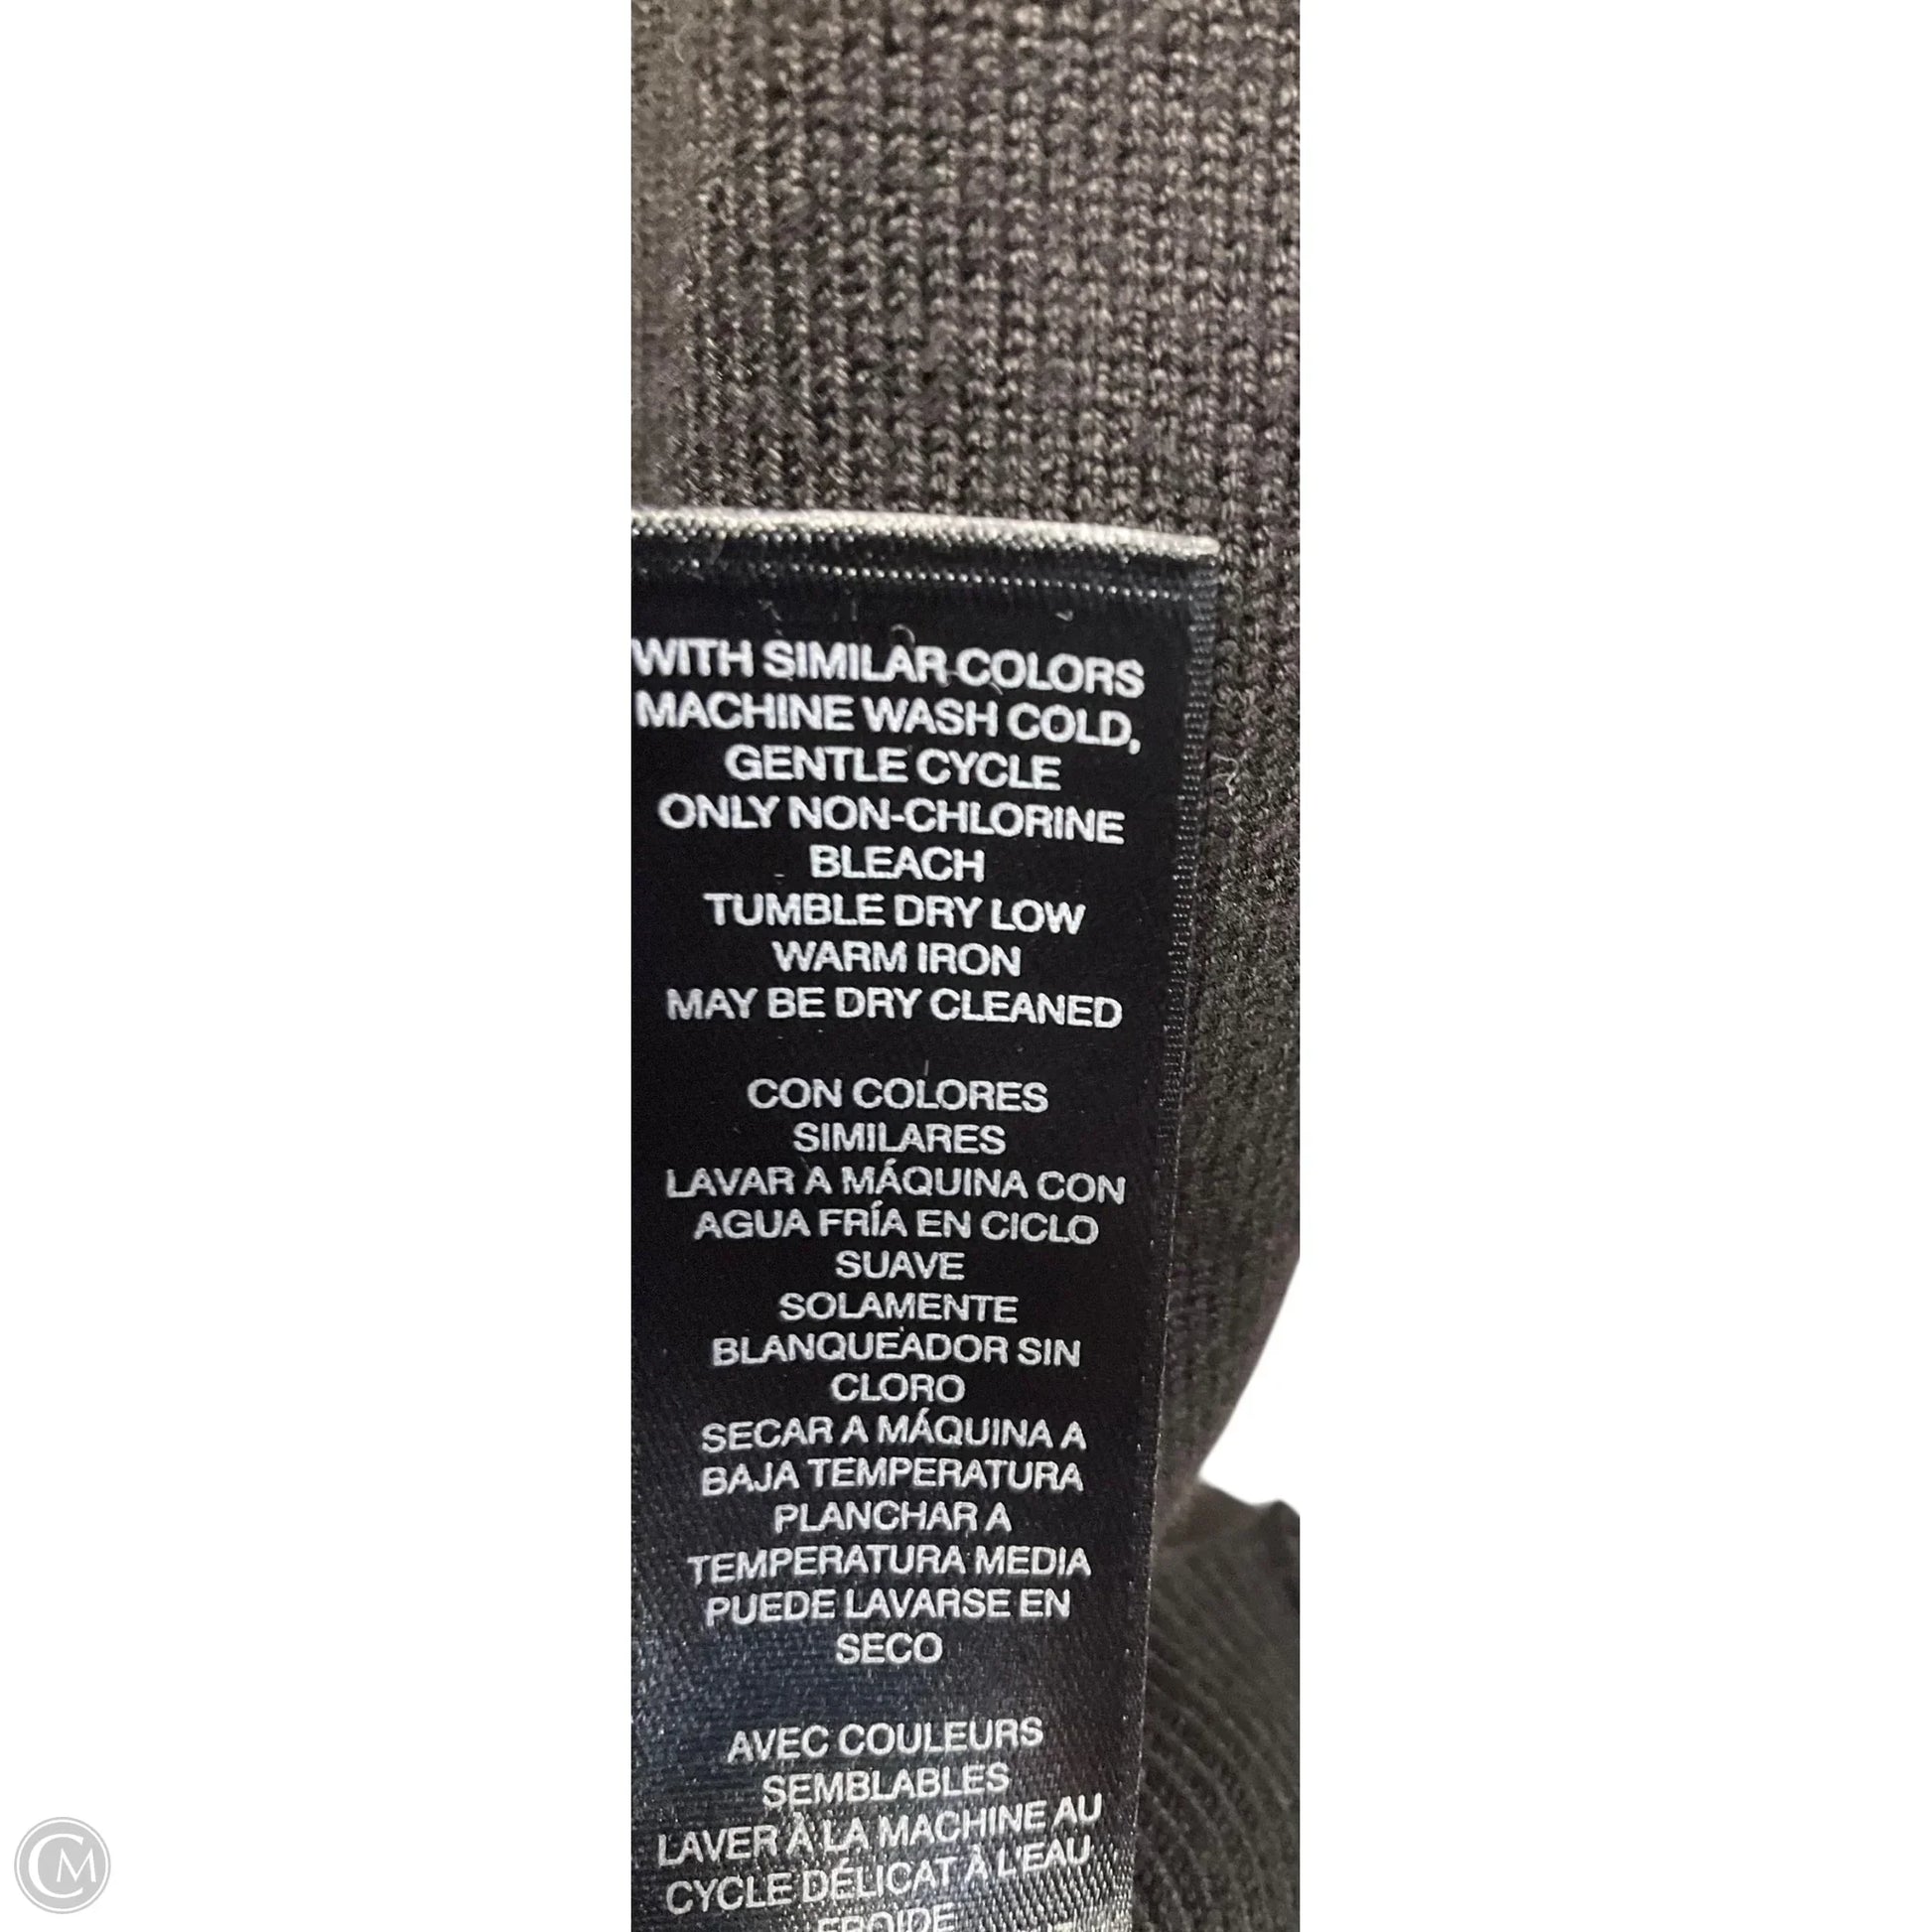 WITH SIMILAR COLORS
MACHINE WASH COLD,
GENTLE CYCLE
ONLY NON-CHLORINE
BLEACH
TUMBLE DRY LOW
WARM IRON
MAY BE DRY CLEANED
CON COLORES
SIMILARES
LAVAR A MÁQUINA CON
AGUA FRÍA EN CICLO
SUAVE
SOLAMENTE
BLANQUEADOR SIN
CLORO
SECAR A MÁQUINA A
BAJA TEMPERATURA
PLANCHAR A
TEMPERATURA MEDIA
PUEDE LAVARSE EN
SECO
AVEC COULEURS
SEMBLABLES
LAVER À LA MACHINE AU
CYCLE DÉLICAT À L'EAU
FROIDE
CM